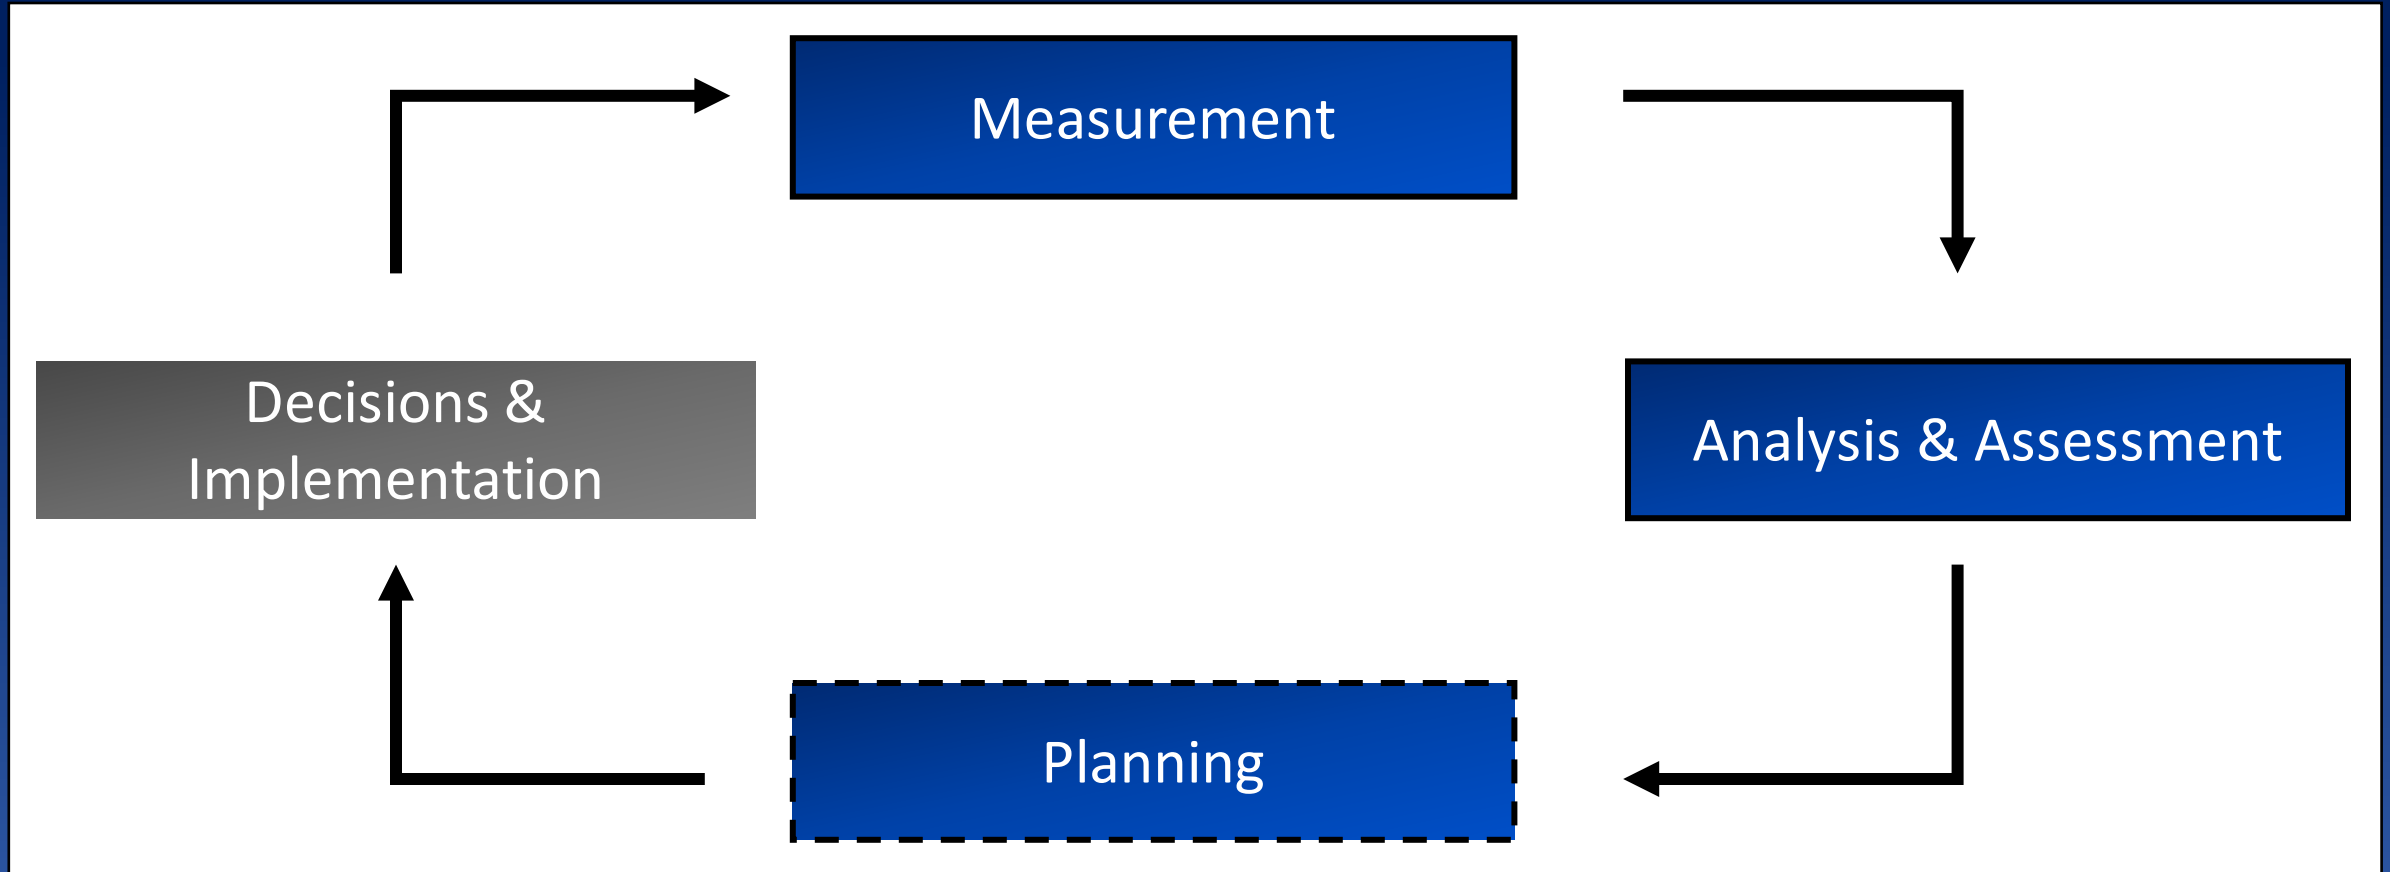 Measurement
Decisions &
Implementation
Analysis & Assessment
Planning